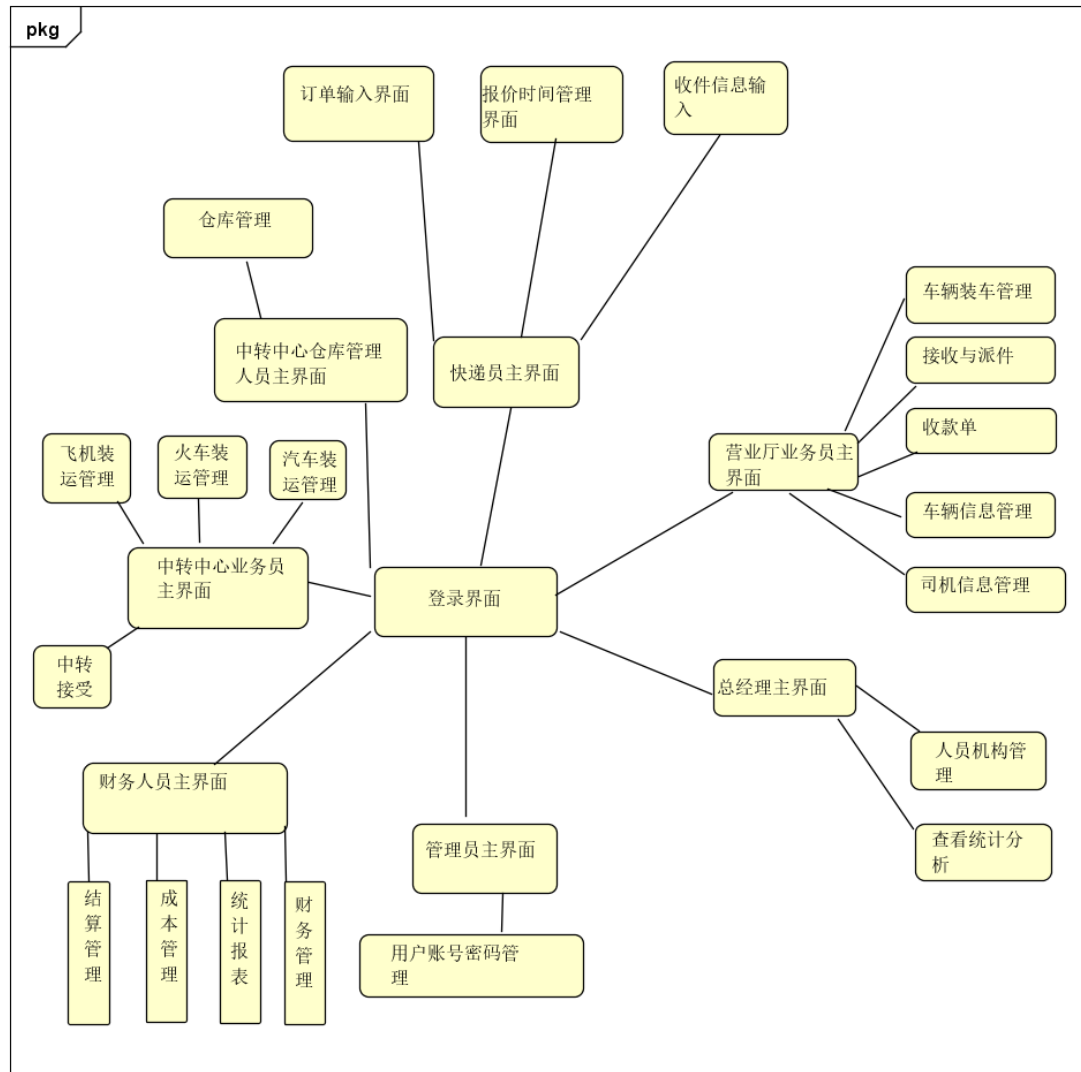 pkg
订单输入界面
报价时间管理
界面
收件信息输
入
仓库管理
中转中心仓库管理
人员主界面
快递员主界面
车辆装车管理
接收与派件
收款单
车辆信息管理
司机信息管理
营业厅业务员主
界面
飞机装
运管理
火车装
运管理
汽车装
运管理
中转中心业务员
主界面
登录界面
中转
接受
总经理主界面
人员机构管
理
查看统计分
析
财务人员主界面
结算管理
成本管理
统计报表
财务管理
管理员主界面
用户账号密码管
理